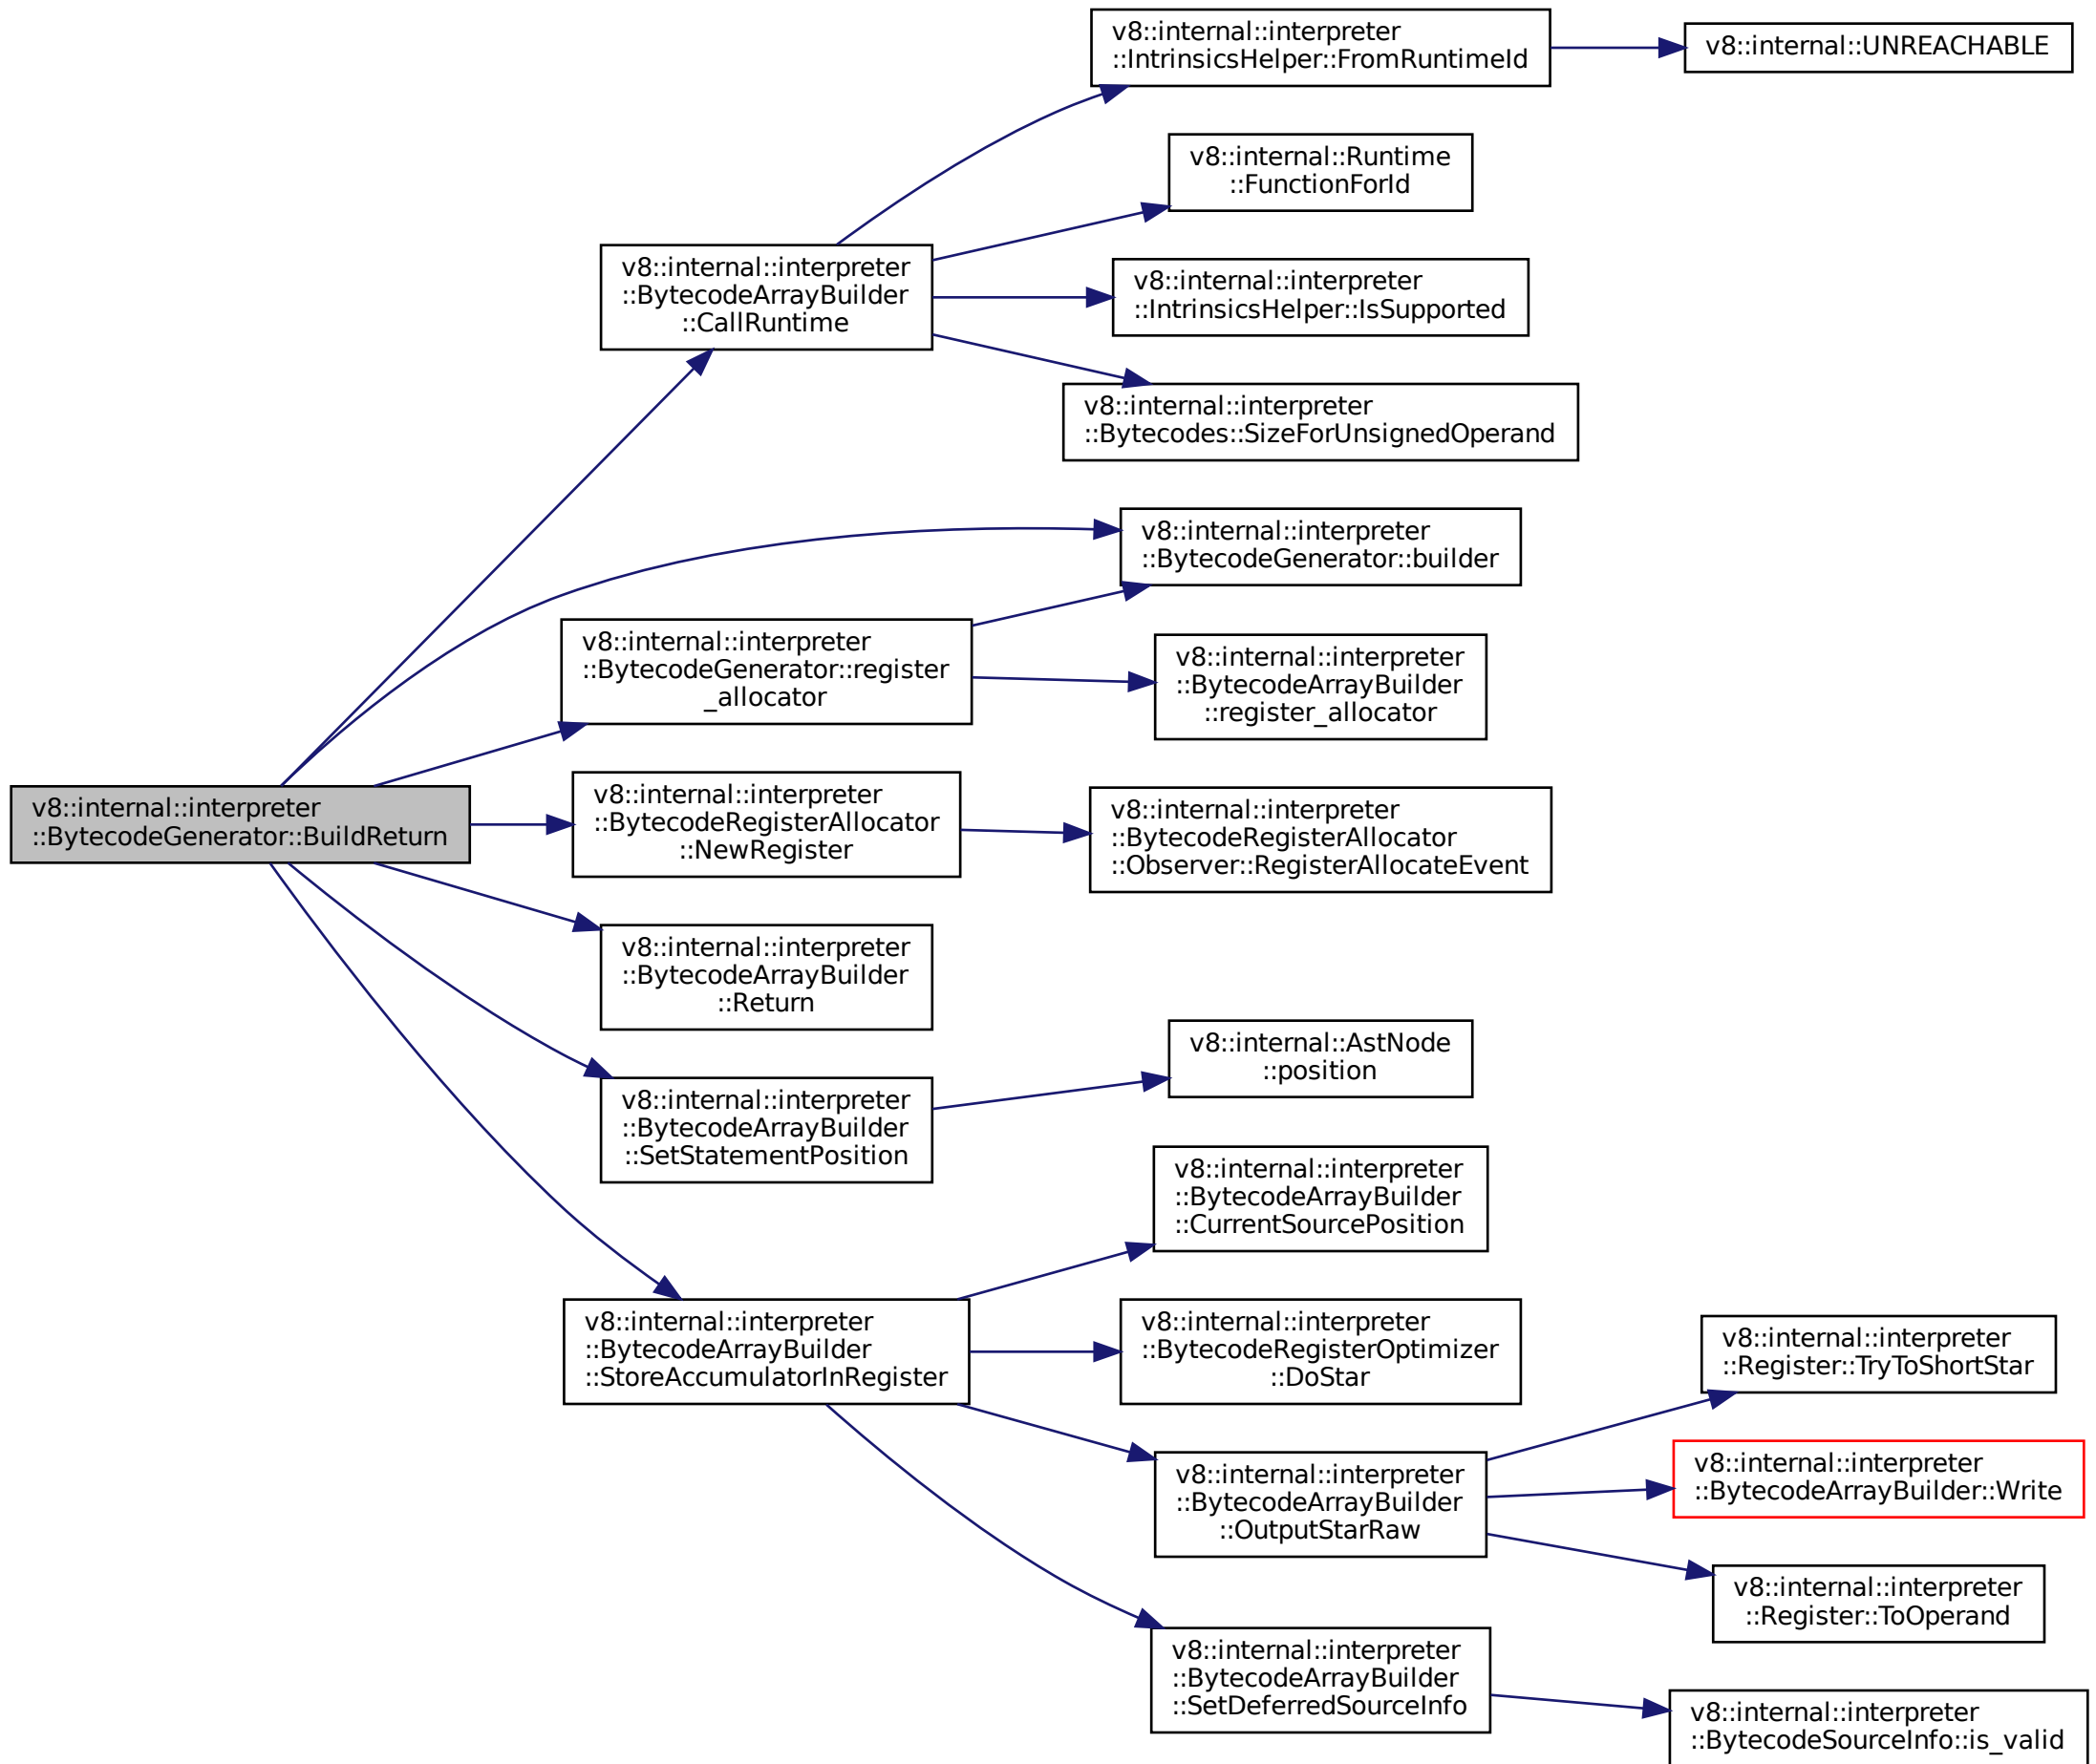 v8::internal::interpreter
::BytecodeGenerator::BuildReturn
v8::internal::interpreter
::BytecodeArrayBuilder
::CallRuntime
v8::internal::interpreter
::IntrinsicsHelper::FromRuntimeId
v8::internal::UNREACHABLE
v8::internal::Runtime
::FunctionForId
v8::internal::interpreter
::IntrinsicsHelper::IsSupported
v8::internal::interpreter
::Bytecodes::SizeForUnsignedOperand
v8::internal::interpreter
::BytecodeGenerator::builder
v8::internal::interpreter
::BytecodeGenerator::register
_allocator
v8::internal::interpreter
::BytecodeArrayBuilder
::register_allocator
v8::internal::interpreter
::BytecodeRegisterAllocator
::NewRegister
v8::internal::interpreter
::BytecodeRegisterAllocator
::Observer::RegisterAllocateEvent
v8::internal::interpreter
::BytecodeArrayBuilder
::Return
v8::internal::interpreter
::BytecodeArrayBuilder
::SetStatementPosition
v8::internal::AstNode
::position
v8::internal::interpreter
::BytecodeArrayBuilder
::StoreAccumulatorInRegister
v8::internal::interpreter
::BytecodeArrayBuilder
::CurrentSourcePosition
v8::internal::interpreter
::BytecodeRegisterOptimizer
::DoStar
v8::internal::interpreter
::BytecodeArrayBuilder
::OutputStarRaw
v8::internal::interpreter
::Register::TryToShortStar
v8::internal::interpreter
::BytecodeArrayBuilder::Write
v8::internal::interpreter
::Register::ToOperand
v8::internal::interpreter
::BytecodeArrayBuilder
::SetDeferredSourceInfo
v8::internal::interpreter
::BytecodeSourceInfo::is_valid